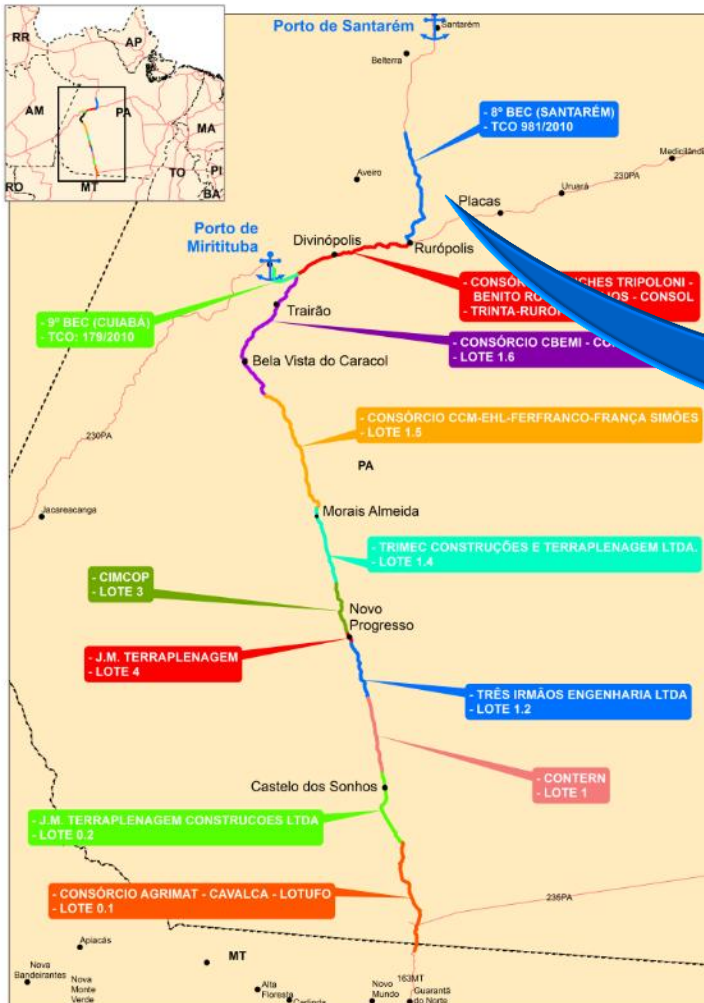 RR
AP
AM
PA
MA
PI
TO
RO
MT
BA
Porto de Santarém
Santarém
Belterra
- 8º BEC (SANTARÉM)
- TCO 981/2010
Medicilândia
Aveiro
230PA
Uruará
Placas
Porto de
Miritituba
Divinópolis
Rurópolis
- CONSÓRCIO
- BENITO
- CONSOL
- TRINTA-
- 9º BEC (CUIABÁ)
- TCO: 179/2010
Trairão
- CONSÓRCIO CBEMI -
- LOTE 1.6
Bela Vista do Caracol
- CONSÓRCIO CCM-EHL-FERFRANCO-FRANÇA SIMÕES
- LOTE 1.5
230PA
PA
Jacareacanga
Morais Almeida
- TRIMEC CONSTRUÇÕES E TERRAPLENAGEM LTDA.
- LOTE 1.4
- CIMCOP
- LOTE 3
Novo
Progresso
- J.M. TERRAPLENAGEM
- LOTE 4
- TRÊS IRMÃOS ENGENHARIA LTDA
- LOTE 1.2
- CONTERN
- LOTE 1
Castelo dos Sonhos
- J.M. TERRAPLENAGEM CONSTRUCOES LTDA
- LOTE 0.2
- CONSÓRCIO AGRIMAT - CAVALCA - LOTUFO
- LOTE 0.1
235PA
Apiacás
MT
163MT
Nova
Bandeirantes
Nova
Monte
Verde
Alta
Floresta
Novo
Mundo
Guarantã
do Norte